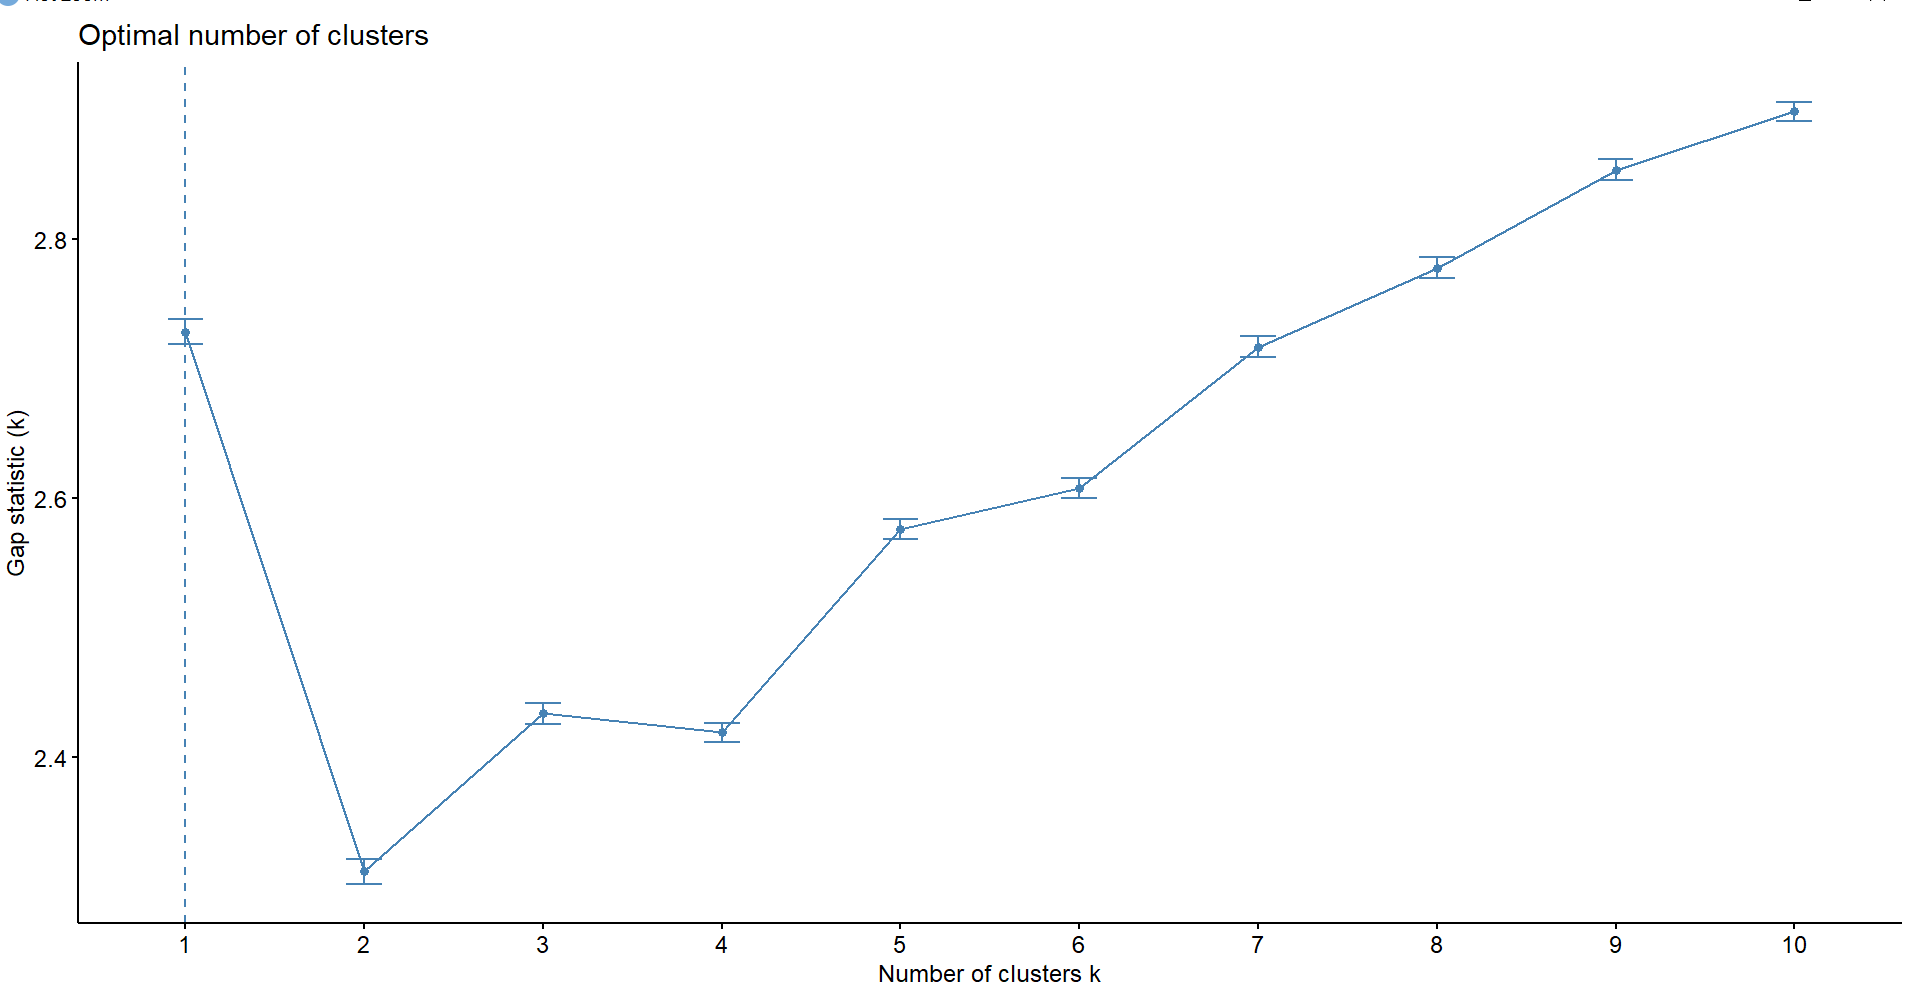 Optimal number of clusters
Gap statistic (k)
2.8
2.6
2.4
1 2 3 4 5 6 7 8 9 10
Number of clusters k